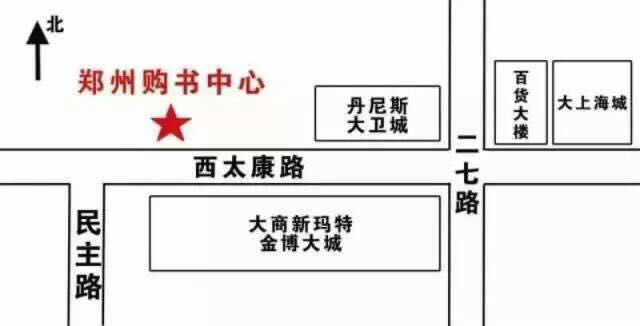 北
郑州购书中心
丹尼斯
大卫城
百货大楼
大上海城
二七路
西太康路
民主路
大商新玛特
金博大城